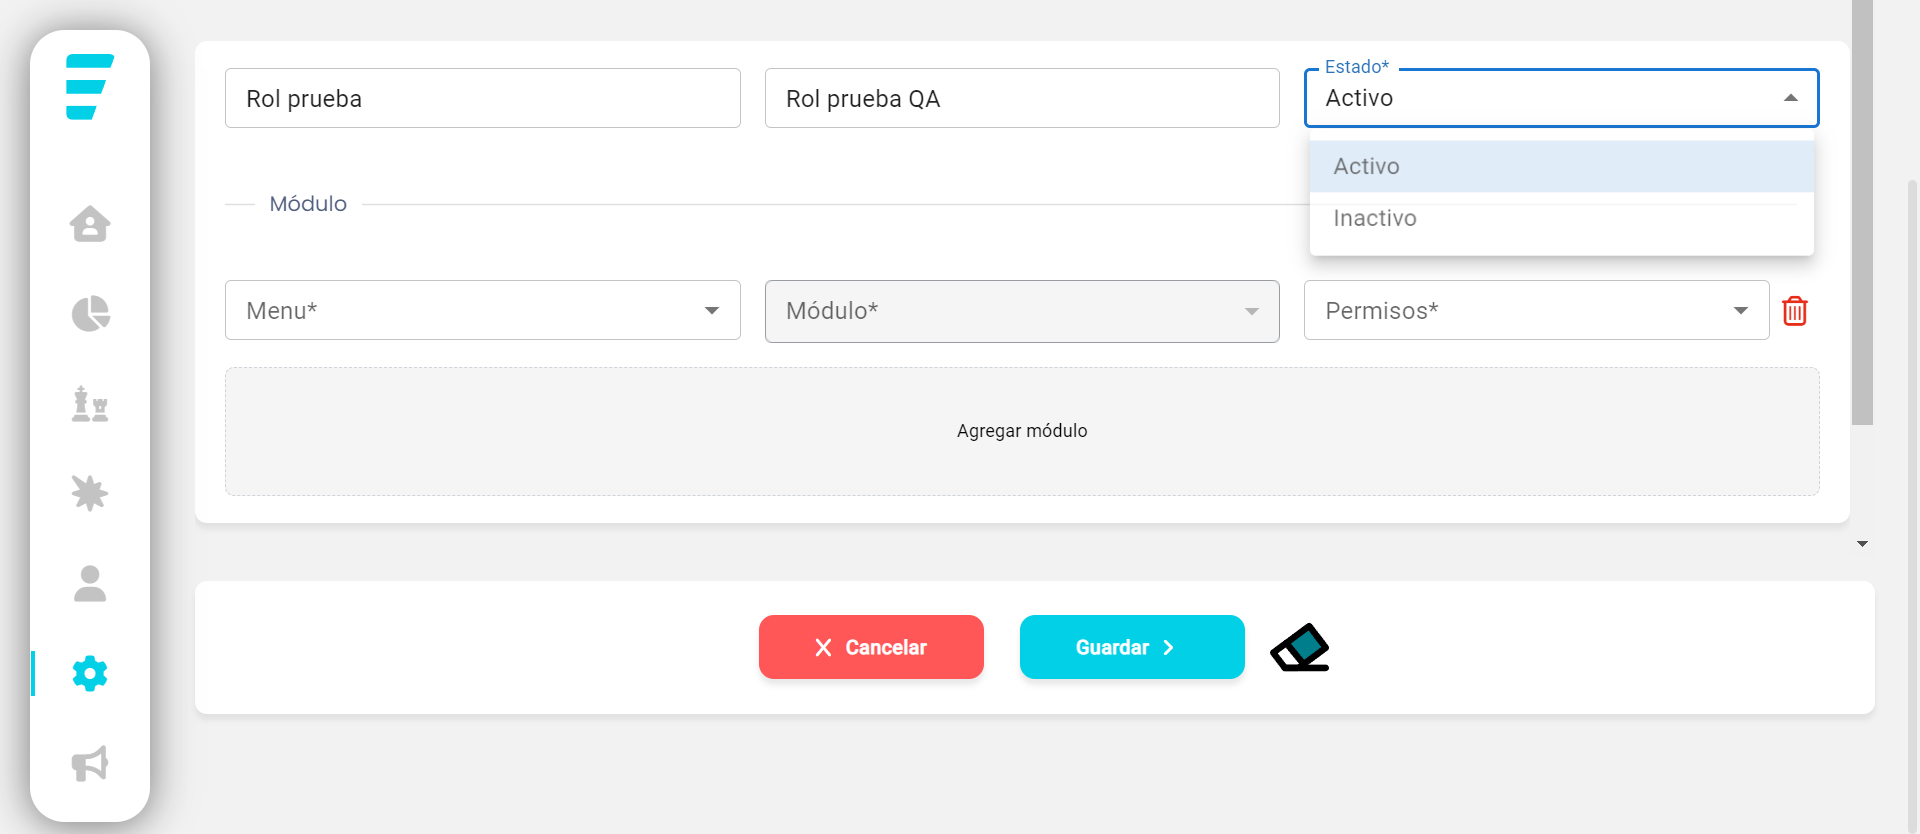 Rol prueba
Rol prueba QA
Estado*
Activo
Activo
Inactivo
Módulo
Menu*
Módulo*
Permisos*
Agregar módulo
Cancelar
Guardar